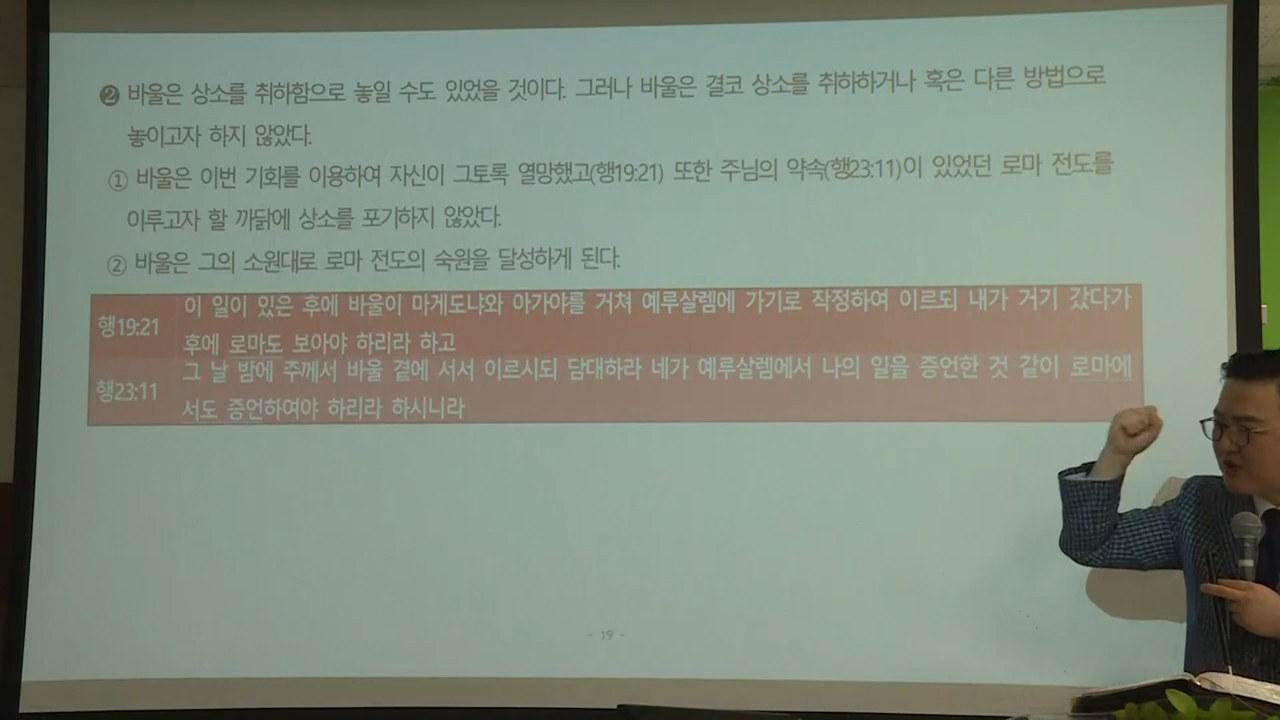 ❷ 바울은 상소를 취하함으로 놓일 수도 있었을 것이다. 그러나 바울은 결코 상소를 취하하거나 혹은 다른 방법으로
놓이고자 하지 않았다.
① 바울은 이번 기회를 이용하여 자신이 그토록 열망했고(행19:21) 또한 주님의 약속(행23:11)이 있었던 로마 전도를
이루고자 할 까닭에 상소를 포기하지 않았다.
② 바울은 그의 소원대로 로마 전도의 숙원을 달성하게 된다.
행19:21
이 일이 있은 후에 바울이 마게도냐와 아가야를 거쳐 예루살렘에 가기로 작정하여 이르되 내가 거기 갔다가
후에 로마도 보아야 하리라 하고
행23:11
그 날 밤에 주께서 바울 곁에 서서 이르시되 담대하라 네가 예루살렘에서 나의 일을 증언한 것 같이 로마에
서도 증언하여야 하리라 하시니라
- 19 -